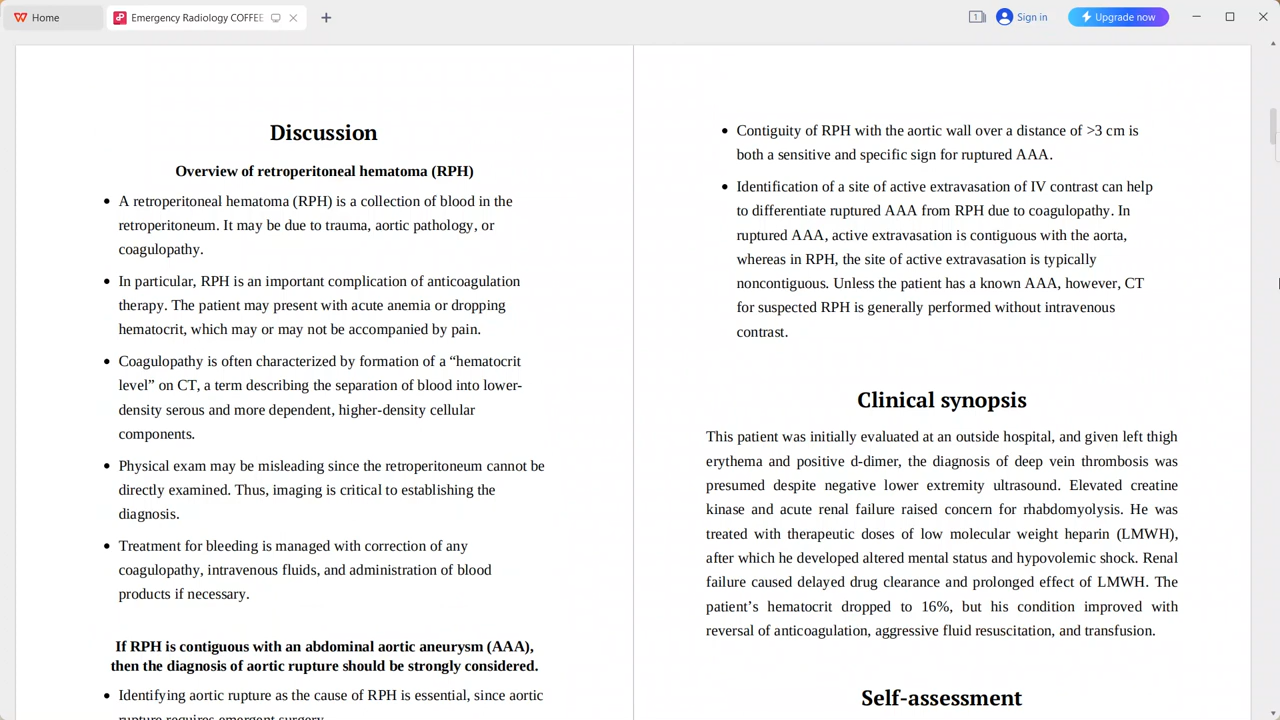 Home
Emergency Radiology COFFEE
1
Sign in
Upgrade now
Discussion
Overview of retroperitoneal hematoma (RPH)
• A retroperitoneal hematoma (RPH) is a collection of blood in the
retroperitoneum. It may be due to trauma, aortic pathology, or
coagulopathy.
• In particular, RPH is an important complication of anticoagulation
therapy. The patient may present with acute anemia or dropping
hematocrit, which may or may not be accompanied by pain.
• Coagulopathy is often characterized by formation of a “hematocrit
level” on CT, a term describing the separation of blood into lower-
density serous and more dependent, higher-density cellular
components.
• Physical exam may be misleading since the retroperitoneum cannot be
directly examined. Thus, imaging is critical to establishing the
diagnosis.
• Treatment for bleeding is managed with correction of any
coagulopathy, intravenous fluids, and administration of blood
products if necessary.
If RPH is contiguous with an abdominal aortic aneurysm (AAA),
then the diagnosis of aortic rupture should be strongly considered.
• Identifying aortic rupture as the cause of RPH is essential, since aortic
rupture requires emergent surgery.
• Contiguity of RPH with the aortic wall over a distance of >3 cm is
both a sensitive and specific sign for ruptured AAA.
• Identification of a site of active extravasation of IV contrast can help
to differentiate ruptured AAA from RPH due to coagulopathy. In
ruptured AAA, active extravasation is contiguous with the aorta,
whereas in RPH, the site of active extravasation is typically
noncontiguous. Unless the patient has a known AAA, however, CT
for suspected RPH is generally performed without intravenous
contrast.
Clinical synopsis
This patient was initially evaluated at an outside hospital, and given left thigh
erythema and positive d-dimer, the diagnosis of deep vein thrombosis was
presumed despite negative lower extremity ultrasound. Elevated creatine
kinase and acute renal failure raised concern for rhabdomyolysis. He was
treated with therapeutic doses of low molecular weight heparin (LMWH),
after which he developed altered mental status and hypovolemic shock. Renal
failure caused delayed drug clearance and prolonged effect of LMWH. The
patient’s hematocrit dropped to 16%, but his condition improved with
reversal of anticoagulation, aggressive fluid resuscitation, and transfusion.
Self-assessment